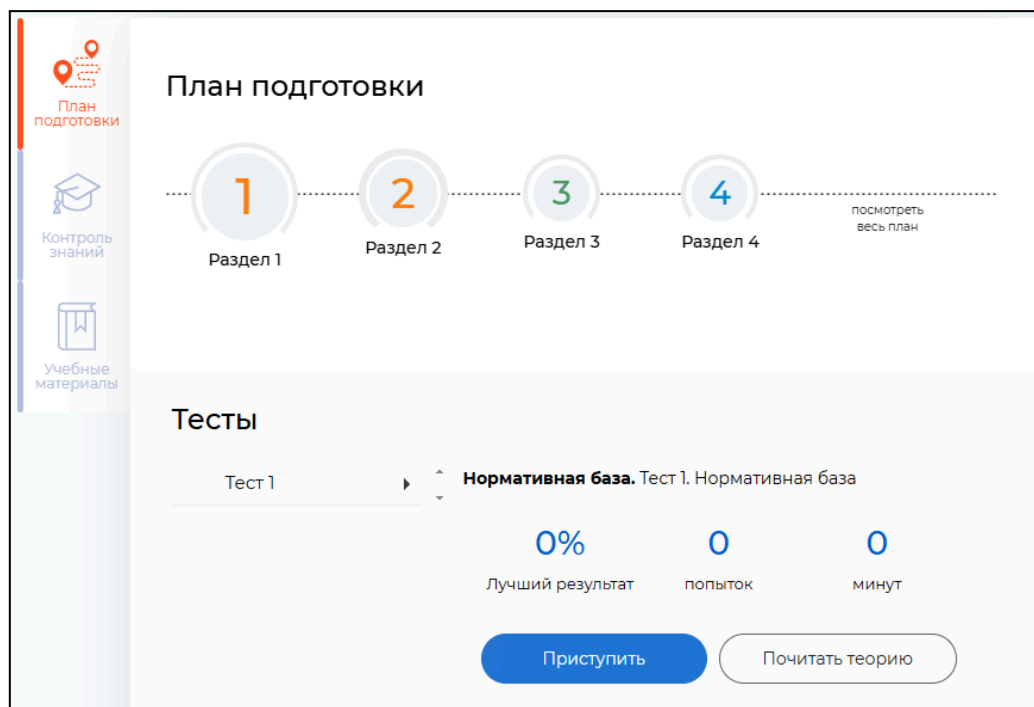 План
подготовки
Контроль
знаний
Учебные
материалы
План подготовки
1
2
3
4
Раздел 1
Раздел 2
Раздел 3
Раздел 4
посмотреть
весь план
Тесты
Тест 1
Нормативная база. Тест 1. Нормативная база
0%
0
0
Лучший результат
попыток
минут
Приступить
Почитать теорию